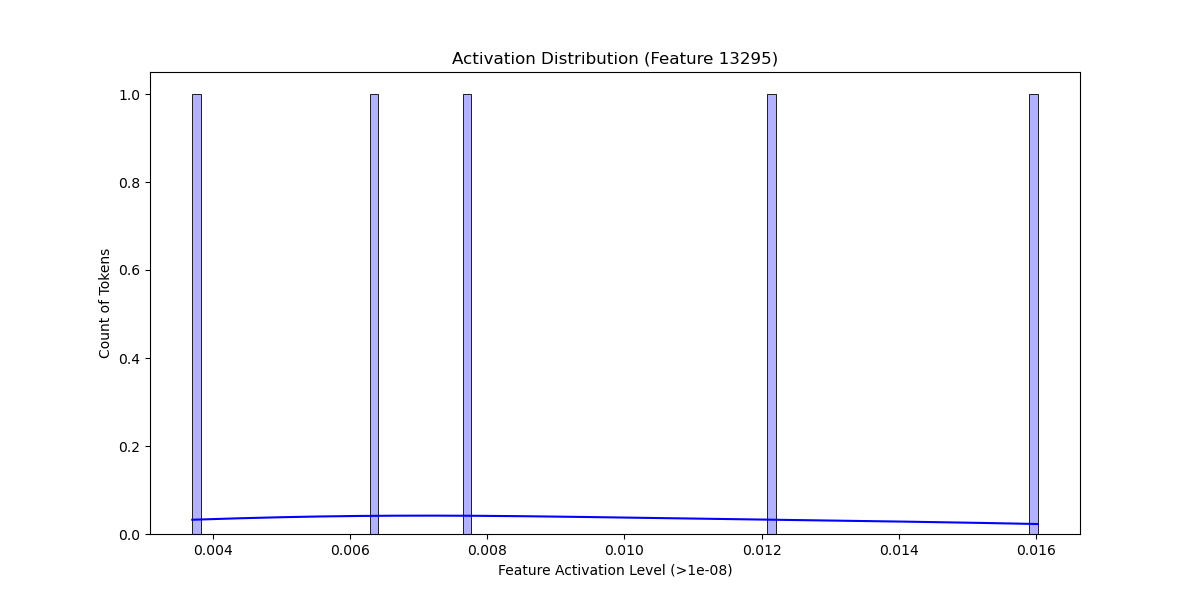 Activation Distribution (Feature 13295)
1.0
0.8
0.6
0.4
0.2
0.0
Count of Tokens
0.004 0.006 0.008 0.010 0.012 0.014 0.016
Feature Activation Level (>1e-08)